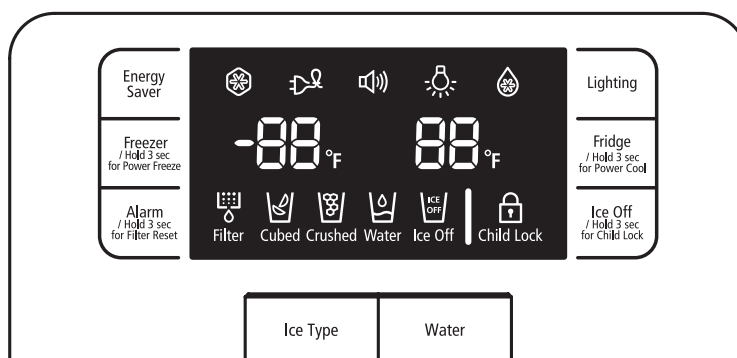 Energy
Saver
Freezer
/ Hold 3 sec
for Power Freeze
Alarm
/ Hold 3 sec
for Filter Reset
-88 °F
88 °F
Filter
Cubed
Crushed
Water
ICE
OFF
Ice Off
Child Lock
Lighting
Fridge
/ Hold 3 sec
for Power Cool
Ice Off
/ Hold 3 sec
for Child Lock
Ice Type
Water